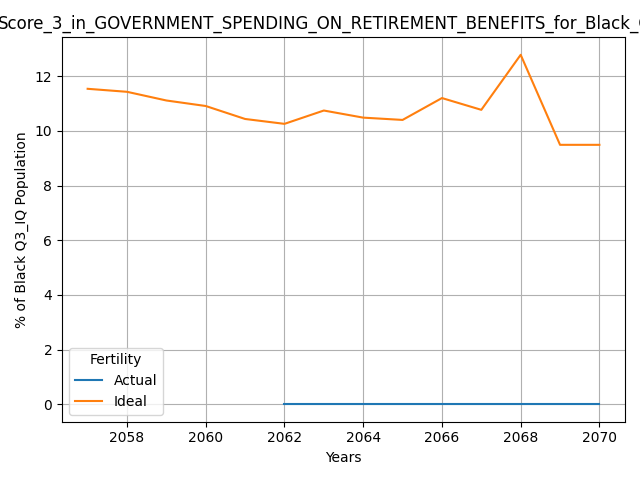 Score_3_in_GOVERNMENT_SPENDING_ON_RETIREMENT_BENEFITS_for_Black_
% of Black Q3_IQ Population
12
10
8
6
4
2
0
Fertility
Actual
Ideal
2058 2060 2062 2064 2066 2068 2070
Years